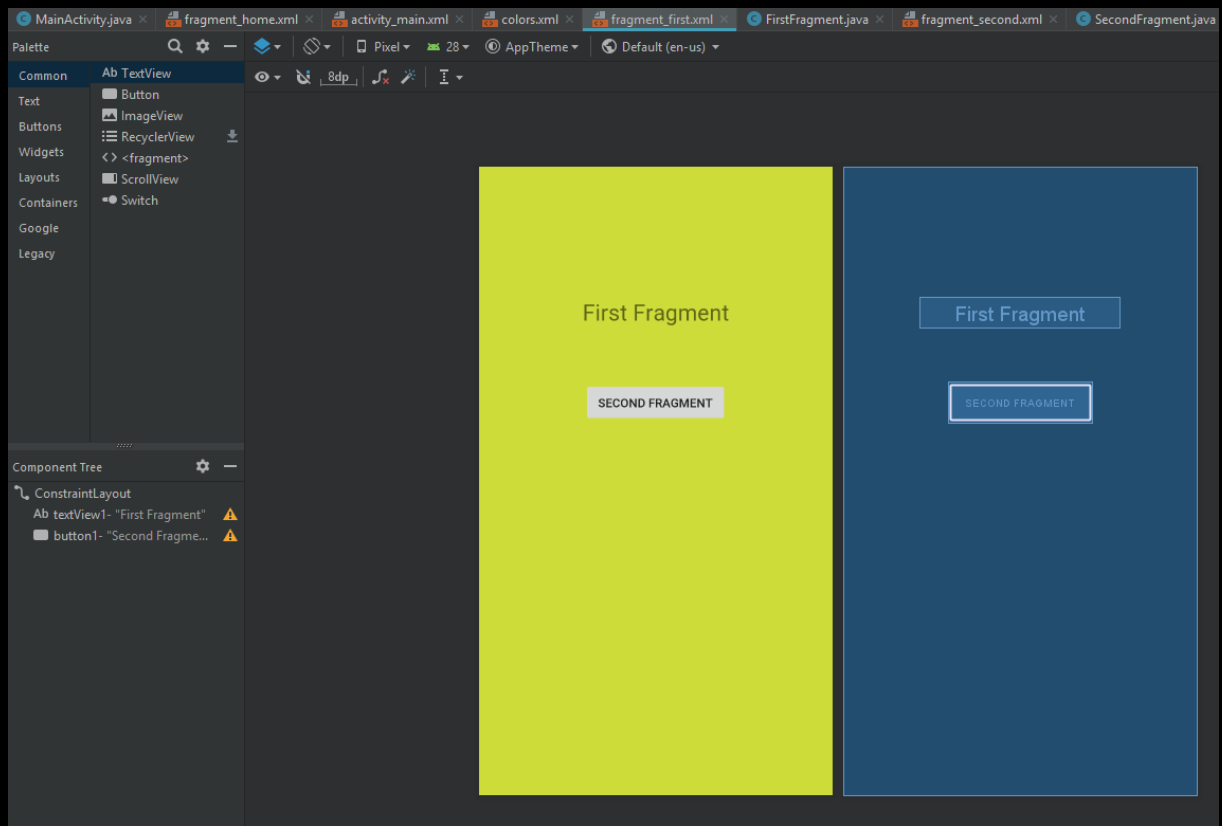 MainActivity.java fragment_home.xml activity_main.xml colors.xml fragment_first.xml FirstFragment.java fragment_second.xml SecondFragment.java
Palette
Pixel 28 AppTheme Default (en-us)
8dp
Common
Text
Buttons
Widgets
Layouts
Containers
Google
Legacy
Ab TextView
Button
ImageView
RecyclerView
<fragment>
ScrollView
Switch
First Fragment
SECOND FRAGMENT
First Fragment
SECOND FRAGMENT
Component Tree
ConstraintLayout
Ab textView1- "First Fragment"
button1- "Second Fragme...